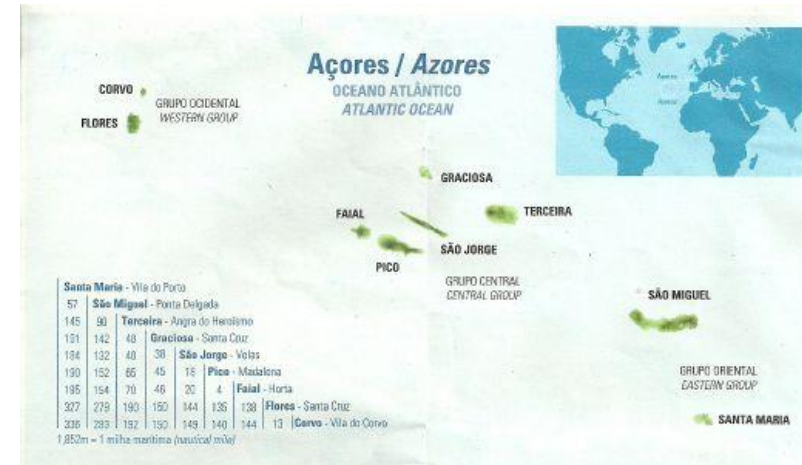 Açores / Azores
OCEANO ATLÂNTICO
ATLANTIC OCEAN
CORVO
GRUPO OCIDENTAL
WESTERN GROUP
FLORES
GRACIOSA
FAIAL
TERCEIRA
SÃO JORGE
PICO
GRUPO CENTRAL
CENTRAL GROUP
SÃO MIGUEL
GRUPO ORIENTAL
EASTERN GROUP
SANTA MARIA
Santa Maria - Vila do Porto
57 São Miguel - Ponta Delgada
145 90 Terceira - Angra do Heroísmo
142 48 Graciosa - Santa Cruz
184 132 38 São Jorge - Velas
190 152 45 Pico - Madalena
195 154 70 46 20 4 Faial - Horta
327 279 190 150 144 135 138 Flores - Santa Cruz
336 283 192 150 149 140 144 13 Corvo - Vila do Corvo
1,852m = 1 milha marítima (nautical mile)